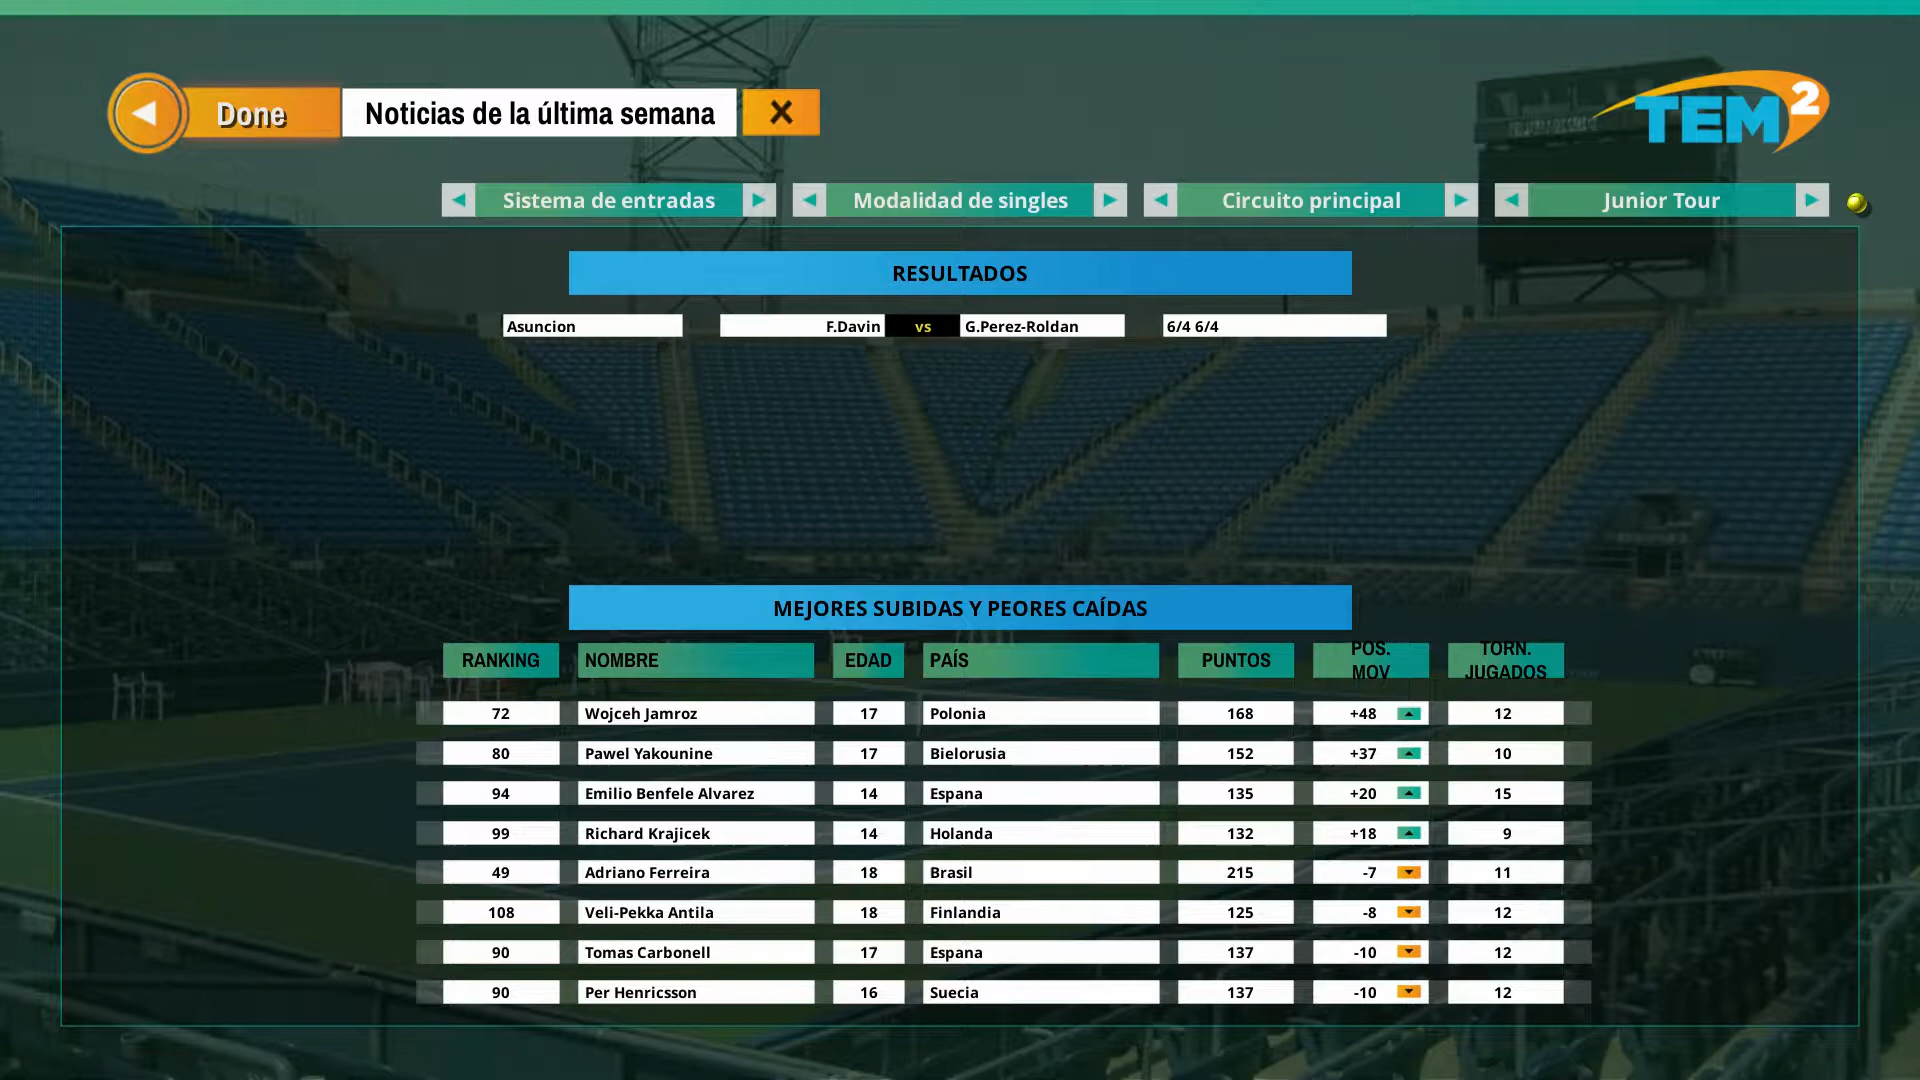 Done
Noticias de la última semana
TEM2
Sistema de entradas
Modalidad de singles
Circuito principal
Junior Tour
RESULTADOS
Asuncion F.Davin vs G.Perez-Roldan 6/4 6/4
MEJORES SUBIDAS Y PEORES CAÍDAS
RANKING NOMBRE EDAD PAÍS PUNTOS POS. MOV TORN. JUGADOS
72 Wojceh Jamroz 17 Polonia 168 +48 12
80 Pawel Yakounine 17 Bielorusia 152 +37 10
94 Emilio Benfele Alvarez 14 Espana 135 +20 15
99 Richard Krajicek 14 Holanda 132 +18 9
49 Adriano Ferreira 18 Brasil 215 -7 11
108 Veli-Pekka Antila 18 Finlandia 125 -8 12
90 Tomas Carbonell 17 Espana 137 -10 12
90 Per Henricsson 16 Suecia 137 -10 12